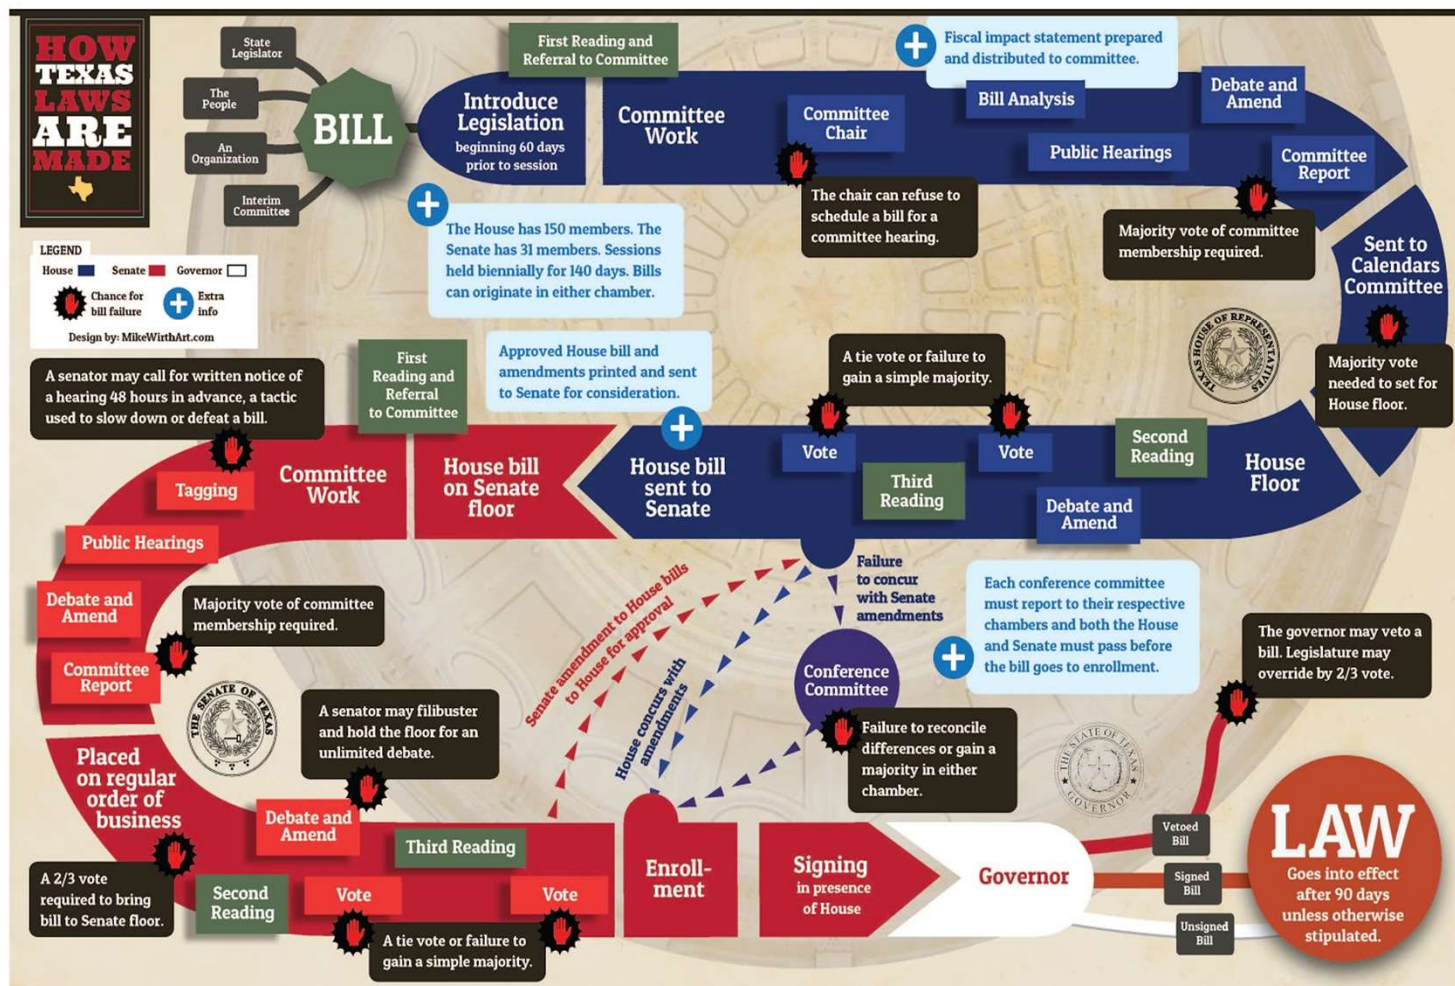 HOW
TEXAS
LAWS
ARE
MADE
State
Legislator
The
People
An
Organization
Interim
Committee
BILL
Introduce
Legislation
beginning 60 days
prior to session
First Reading and
Referral to Committee
Committee
Work
Committee
Chair
The chair can refuse to
schedule a bill for a
committee hearing.
Fiscal impact statement prepared
and distributed to committee.
Bill Analysis
Public Hearings
Debate and
Amend
Committee
Report
Majority vote of committee
membership required.
The House has 150 members. The
Senate has 31 members. Sessions
held biennially for 140 days. Bills
can originate in either chamber.
LEGEND
House
Senate
Governor
Chance for
bill failure
Extra
info
Design by: MikeWirthArt.com
Sent to
Calendars
Committee
Majority vote
needed to set for
House floor.
TEXAS HOUSE OF REPRESENTATIVES
House
Floor
Second
Reading
Debate and
Amend
Vote
Third
Reading
Vote
A tie vote or failure to
gain a simple majority.
House bill
sent to
Senate
Approved House bill and
amendments printed and sent
to Senate for consideration.
House bill
on Senate
floor
First
Reading and
Referral
to Committee
Committee
Work
A senator may call for written notice of
a hearing 48 hours in advance, a tactic
used to slow down or defeat a bill.
Tagging
Public Hearings
Debate and
Amend
Committee
Report
Majority vote of committee
membership required.
THE SENATE OF TEXAS
Placed
on regular
order of
business
A 2/3 vote
required to bring
bill to Senate floor.
Second
Reading
Debate and
Amend
A senator may filibuster
and hold the floor for an
unlimited debate.
Vote
Third Reading
Vote
A tie vote or failure to
gain a simple majority.
Senate amendment to House bills
to House for approval
House concurs with
amendments
Failure
to concur
with Senate
amendments
Conference
Committee
Each conference committee
must report to their respective
chambers and both the House
and Senate must pass before
the bill goes to enrollment.
Failure to reconcile
differences or gain a
majority in either
chamber.
Enroll-
ment
Signing
in presence
of House
Governor
THE STATE OF TEXAS
GOVERNOR
The governor may veto a
bill. Legislature may
override by 2/3 vote.
Vetoed
Bill
Signed
Bill
Unsigned
Bill
LAW
Goes into effect
after 90 days
unless otherwise
stipulated.